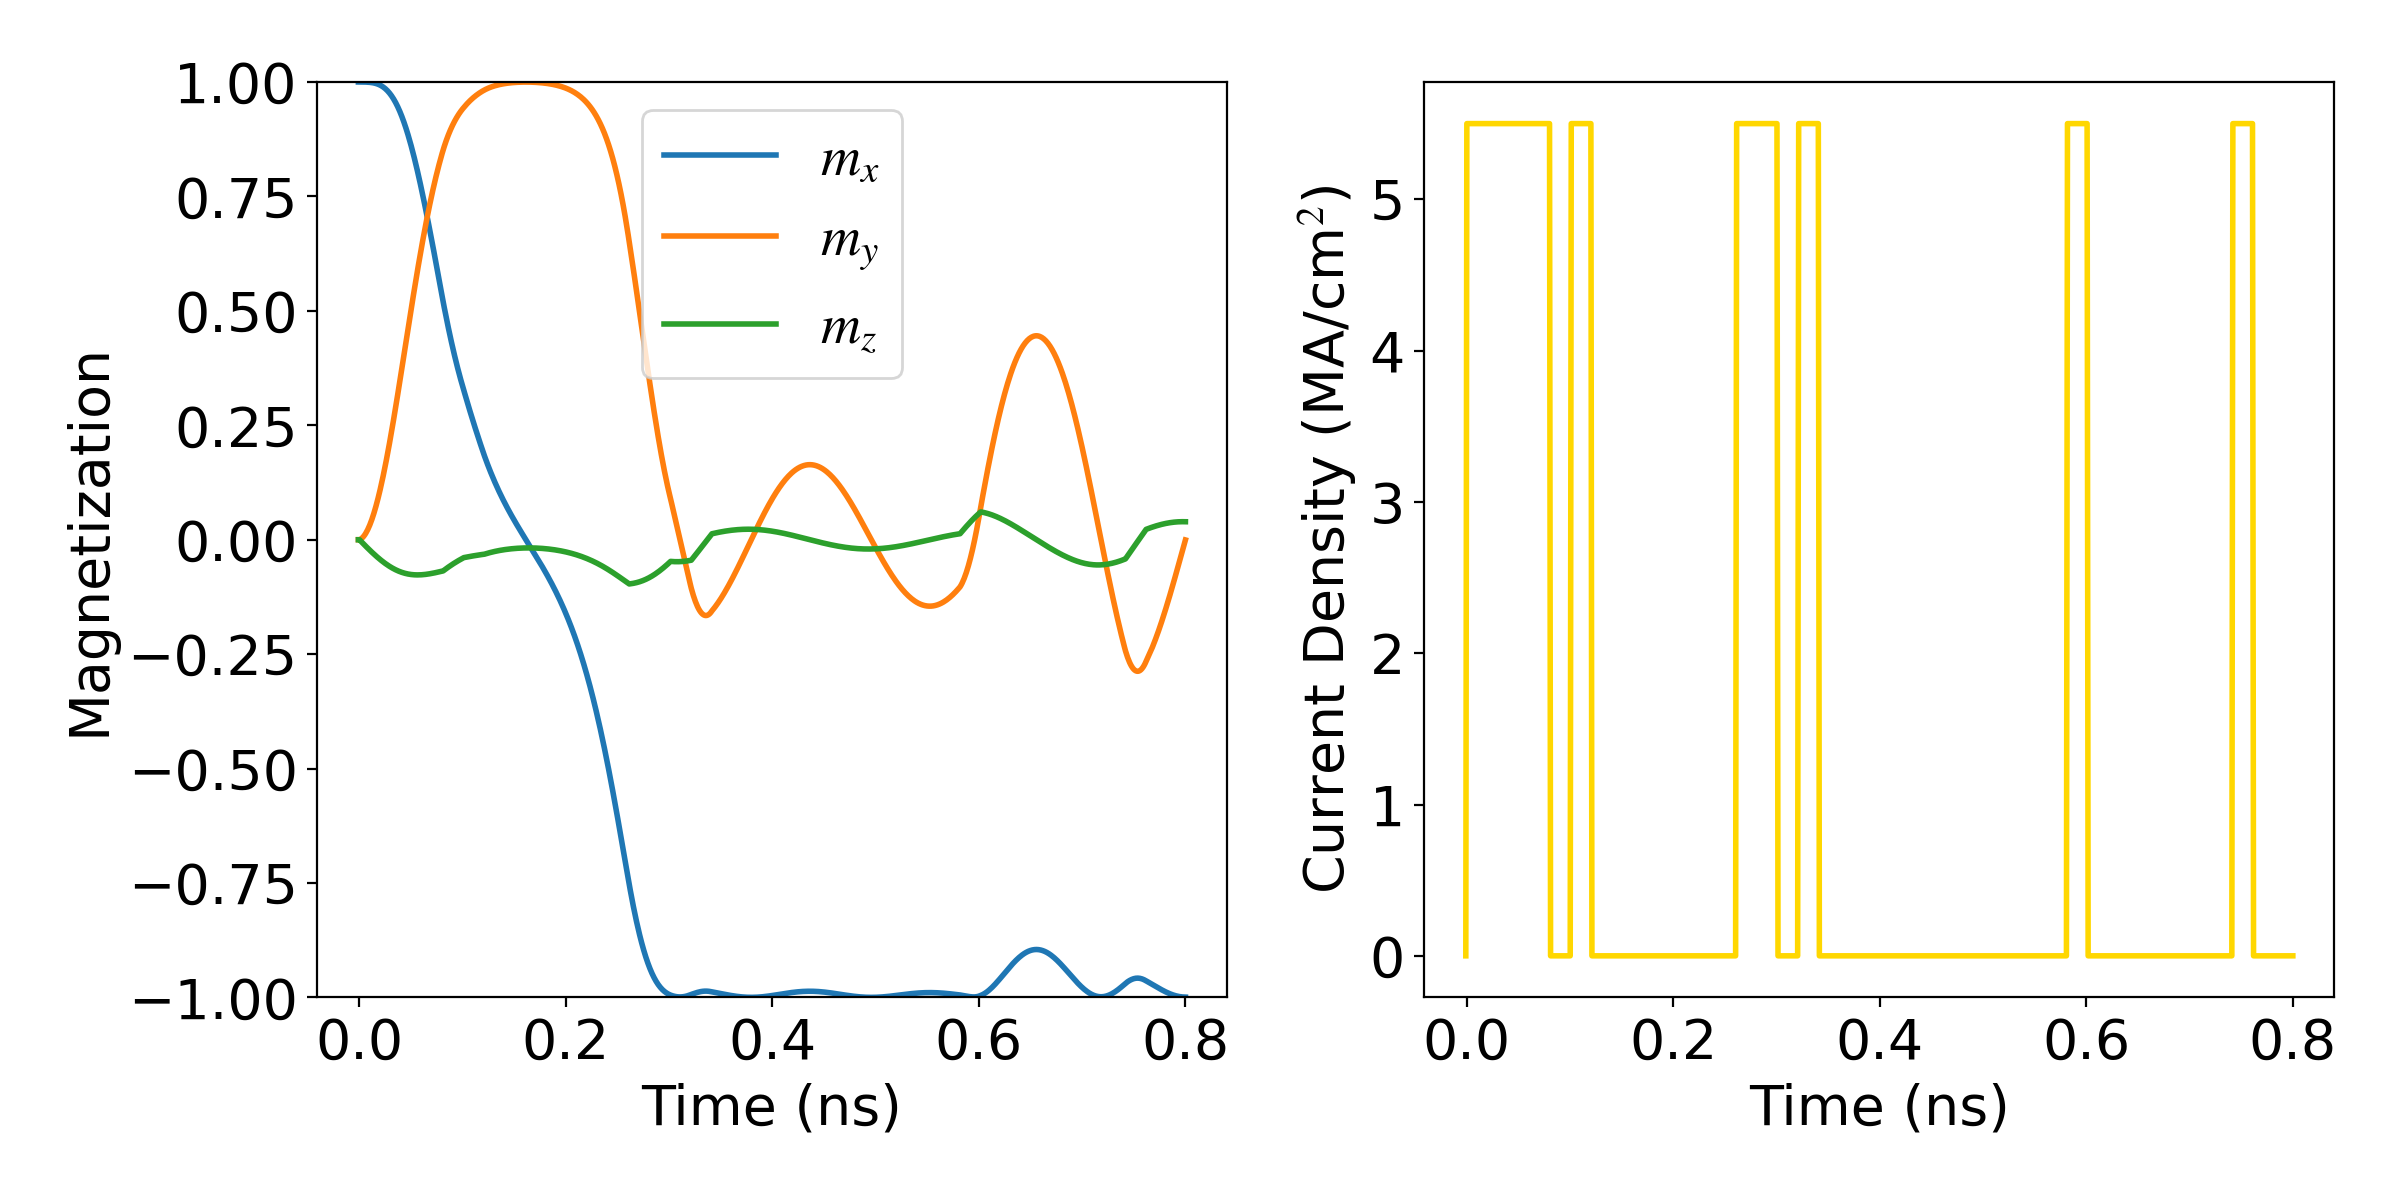 1.00
0.75
0.50
0.25
0.00
−0.25
−0.50
−0.75
−1.00
Magnetization
0.0 0.2 0.4 0.6 0.8
Time (ns)
m_x
m_y
m_z
5
4
3
2
1
0
Current Density (MA/cm²)
0.0 0.2 0.4 0.6 0.8
Time (ns)